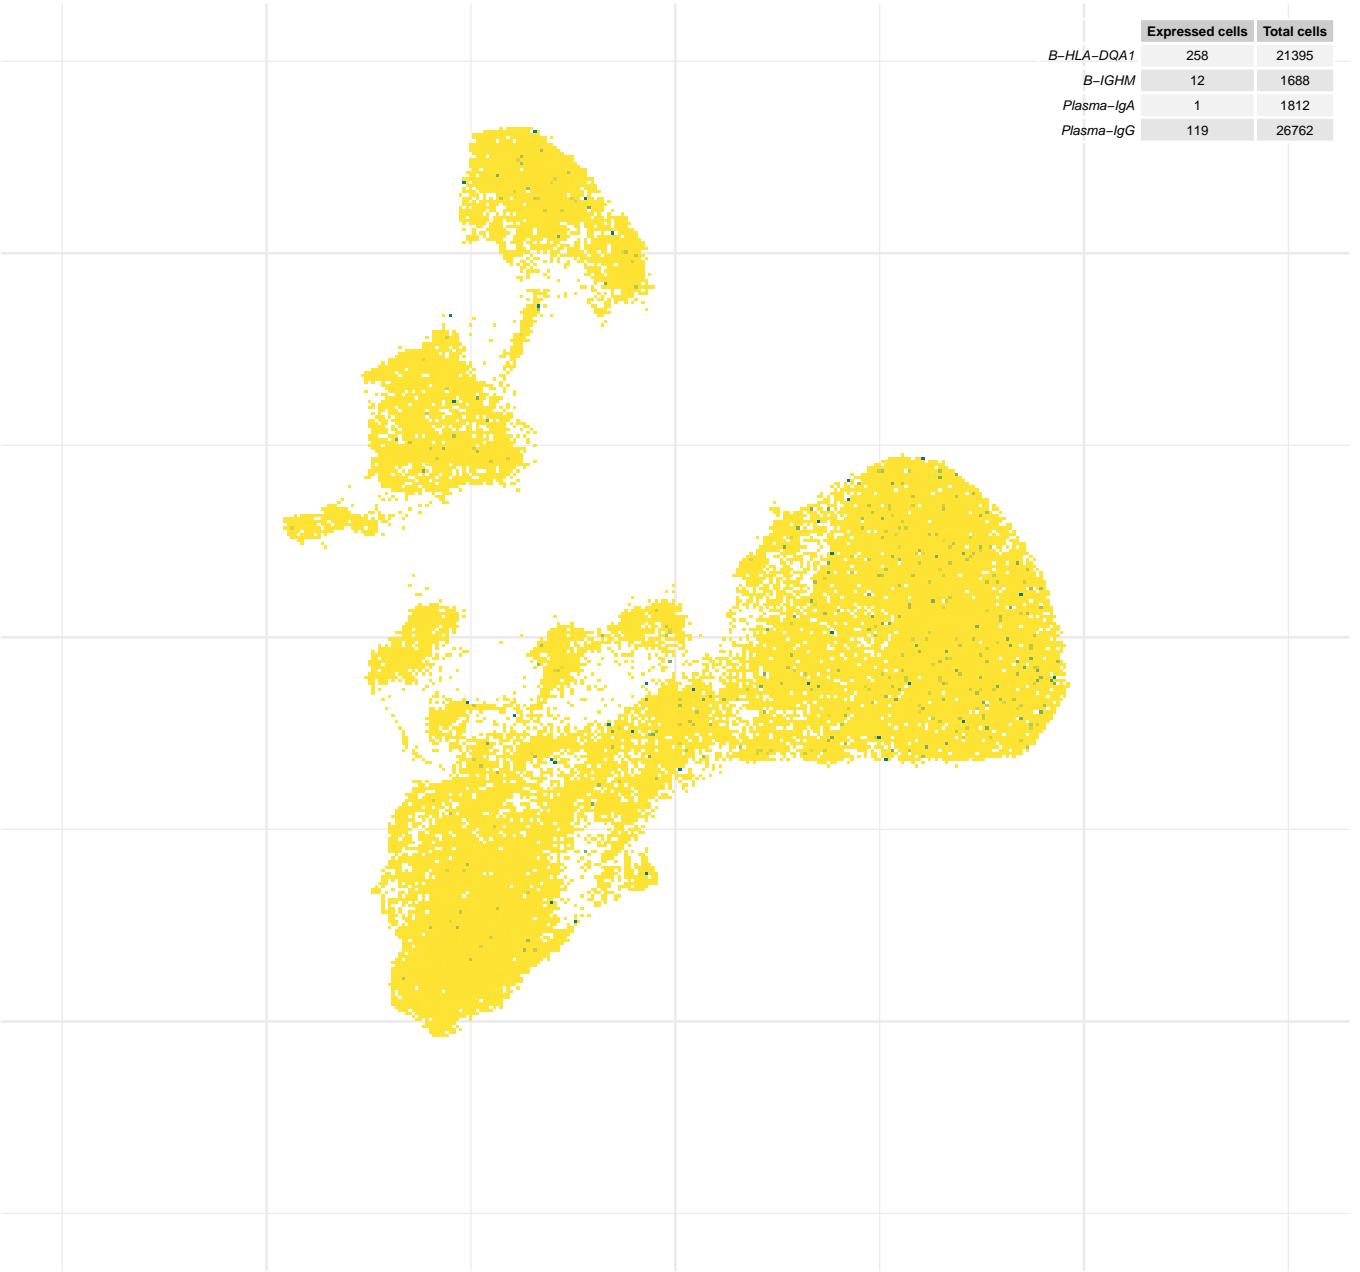 Expressed cells Total cells
B−HLA−DQA1 258 21395
B−IGHM 12 1688
Plasma−IgA 1 1812
Plasma−IgG 119 26762